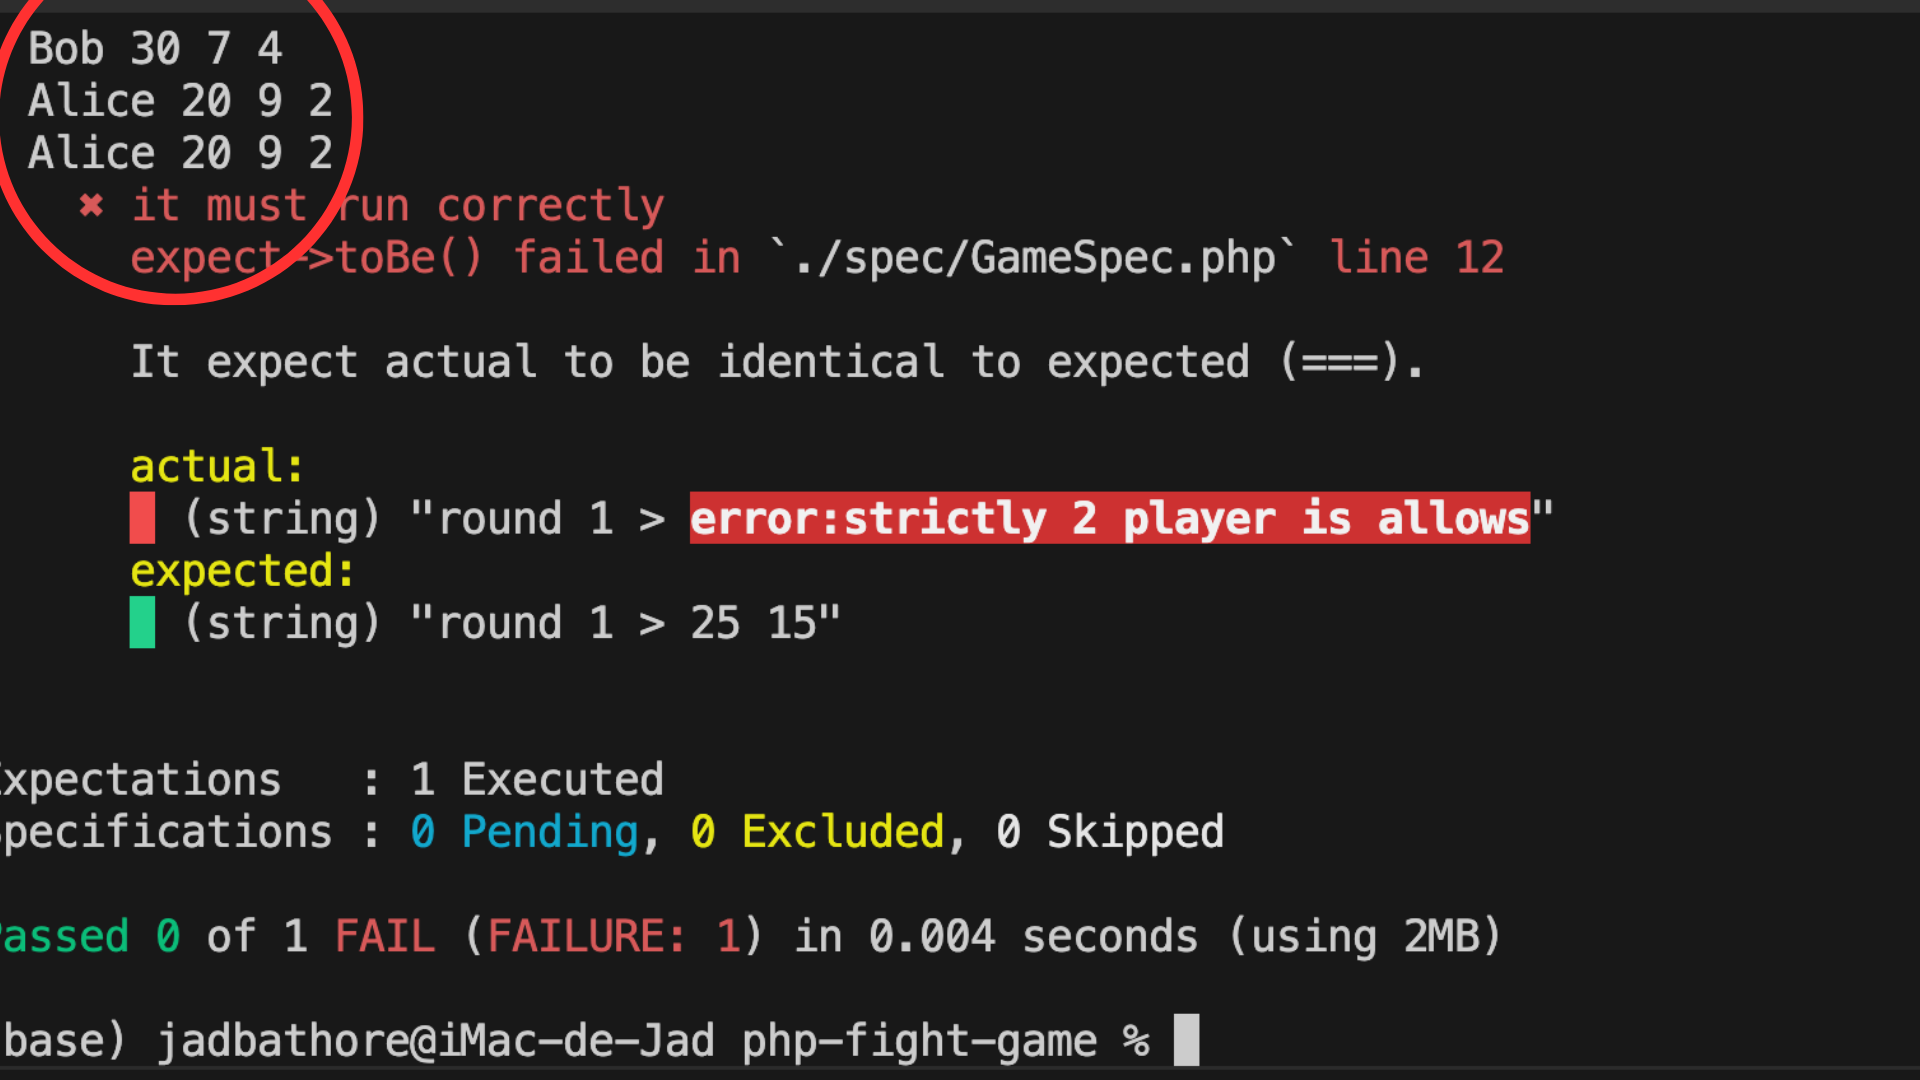 Bob 30 7 4
Alice 20 9 2
Alice 20 9 2
✖ it must run correctly
expect->toBe() failed in `./spec/GameSpec.php` line 12
It expect actual to be identical to expected (===).
actual:
(string) "round 1 > error:strictly 2 player is allows"
expected:
(string) "round 1 > 25 15"
xpectations : 1 Executed
pecifications : 0 Pending, 0 Excluded, 0 Skipped
assed 0 of 1 FAIL (FAILURE: 1) in 0.004 seconds (using 2MB)
base) jadbathore@iMac-de-Jad php-fight-game %